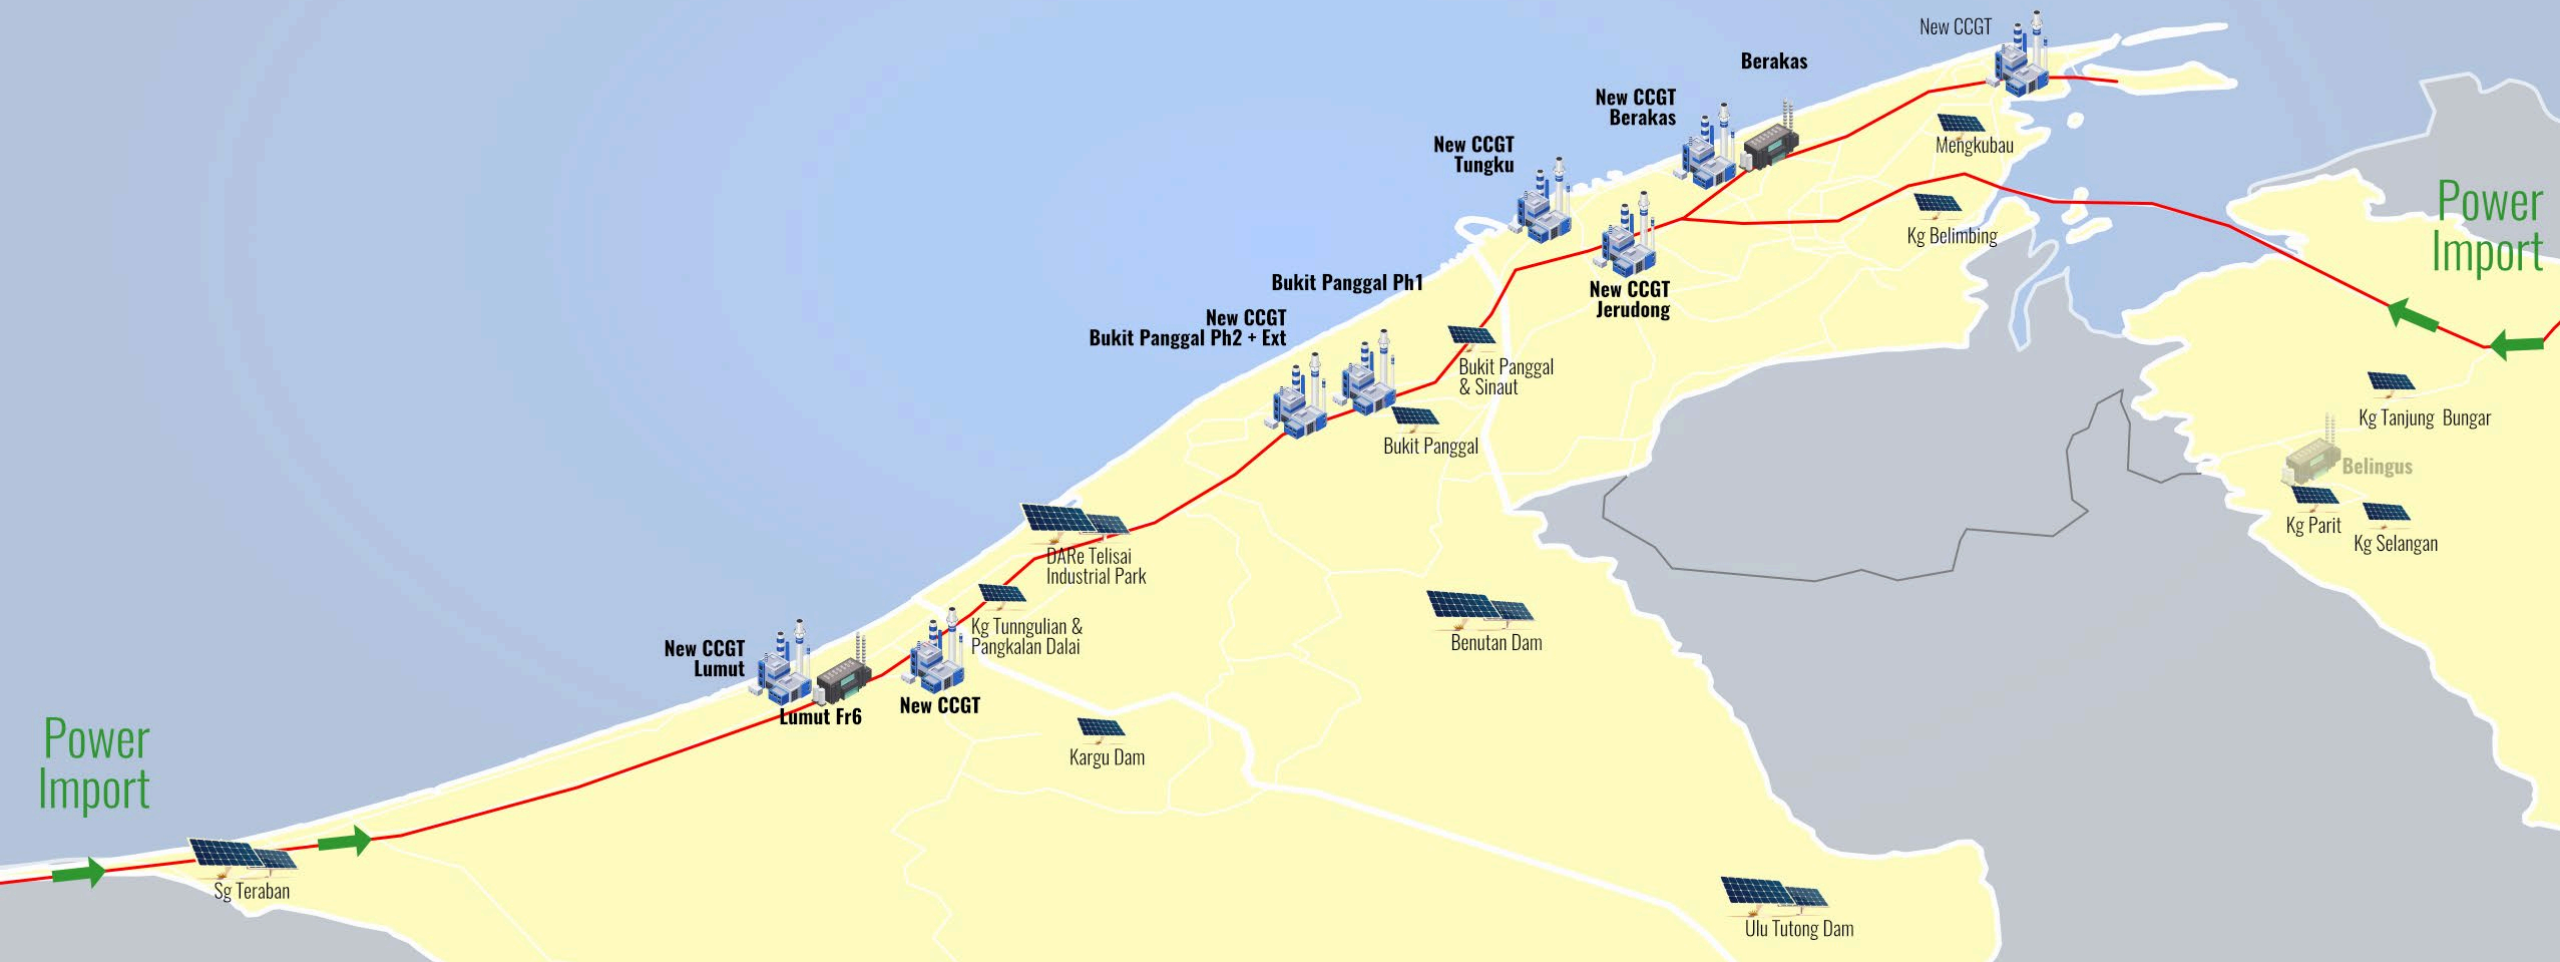 New CCGT
Berakas
New CCGT
Berakas
New CCGT
Tungku
Mengkubau
Power
Import
Kg Belimbing
New CCGT
Jerudong
Bukit Panggal Ph1
New CCGT
Bukit Panggal Ph2 + Ext
Bukit Panggal
& Sinaut
Bukit Panggal
Kg Tanjung Bungar
Belingus
Kg Parit
Kg Selangan
DARe Telisai
Industrial Park
Kg Tunngulian &
Pangkalan Dalai
Benutan Dam
New CCGT
Lumut
Lumut Fr6
New CCGT
Kargu Dam
Power
Import
Sg Teraban
Ulu Tutong Dam